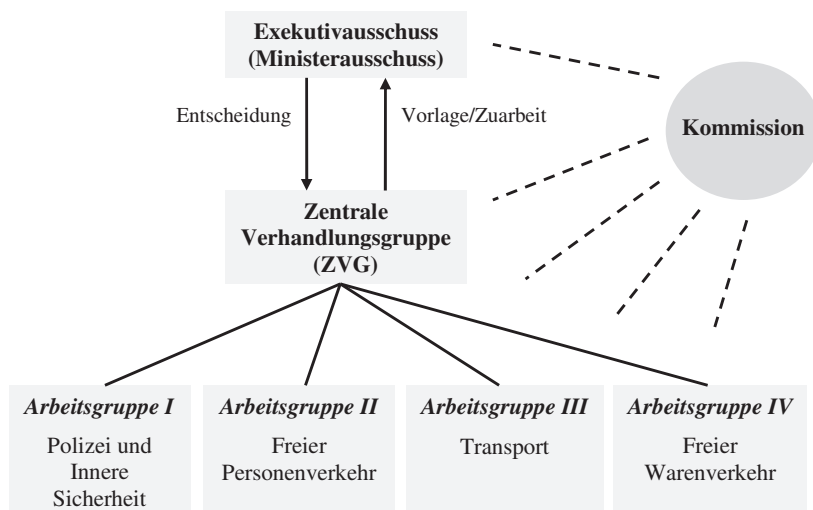 Exekutivausschuss
(Ministerausschuss)
Entscheidung
Vorlage/Zuarbeit
Kommission
Zentrale
Verhandlungsgruppe
(ZVG)
Arbeitsgruppe I
Polizei und
Innere
Sicherheit
Arbeitsgruppe II
Freier
Personenverkehr
Arbeitsgruppe III
Transport
Arbeitsgruppe IV
Freier
Warenverkehr